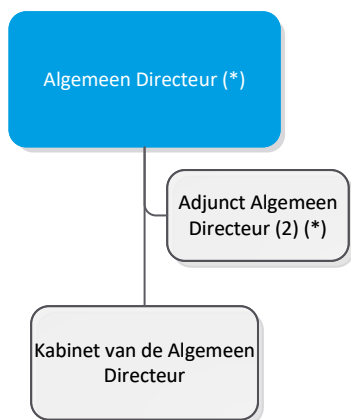 Algemeen Directeur (*)
Adjunct Algemeen
Directeur (2) (*)
Kabinet van de Algemeen
Directeur